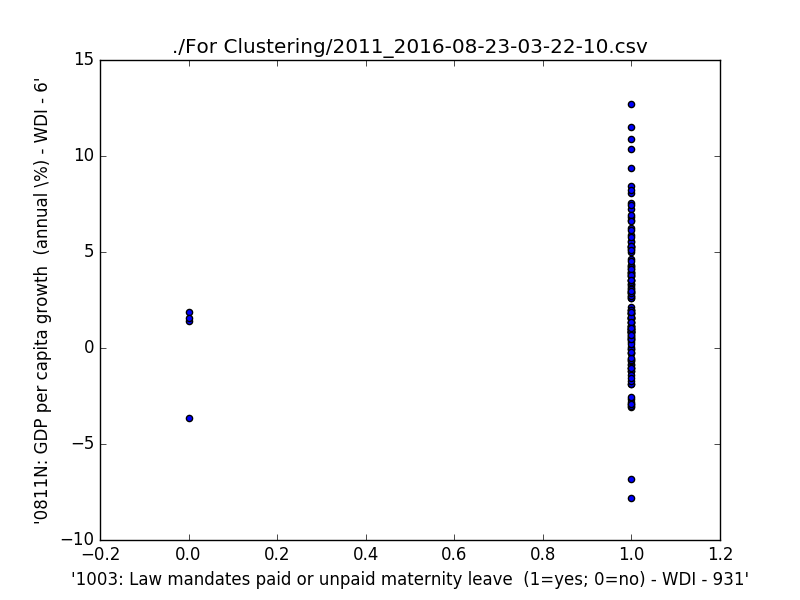 ./For Clustering/2011_2016-08-23-03-22-10.csv
15
10
5
0
−5
−10
'0811N: GDP per capita growth  (annual \%) - WDI - 6'
−0.2 0.0 0.2 0.4 0.6 0.8 1.0 1.2
'1003: Law mandates paid or unpaid maternity leave  (1=yes; 0=no) - WDI - 931'